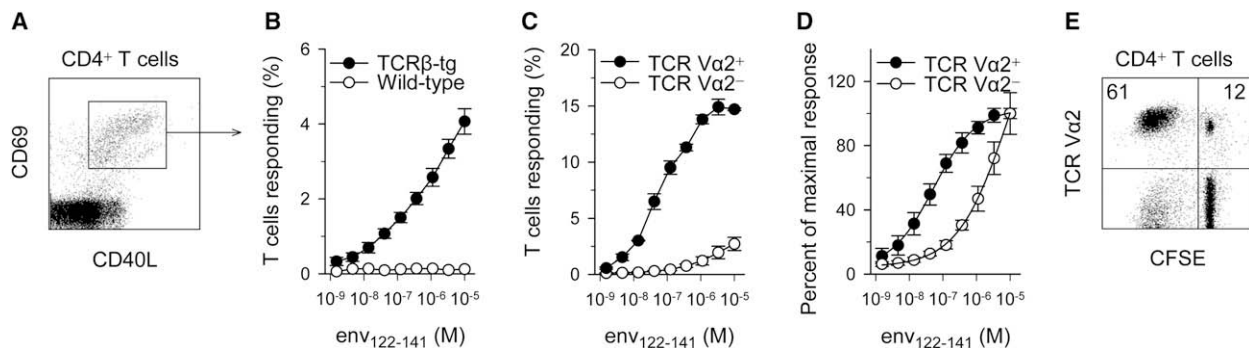 A
CD4+ T cells
CD69
CD40L
B
T cells responding (%)
6
4
2
0
TCRβ-tg
Wild-type
10-9 10-8 10-7 10-6 10-5
env122-141 (M)
C
T cells responding (%)
20
15
10
5
0
TCR Vα2+
TCR Vα2−
10-9 10-8 10-7 10-6 10-5
env122-141 (M)
D
Percent of maximal response
120
80
40
0
TCR Vα2+
TCR Vα2−
10-9 10-8 10-7 10-6 10-5
env122-141 (M)
E
CD4+ T cells
61 12
TCR Vα2
CFSE